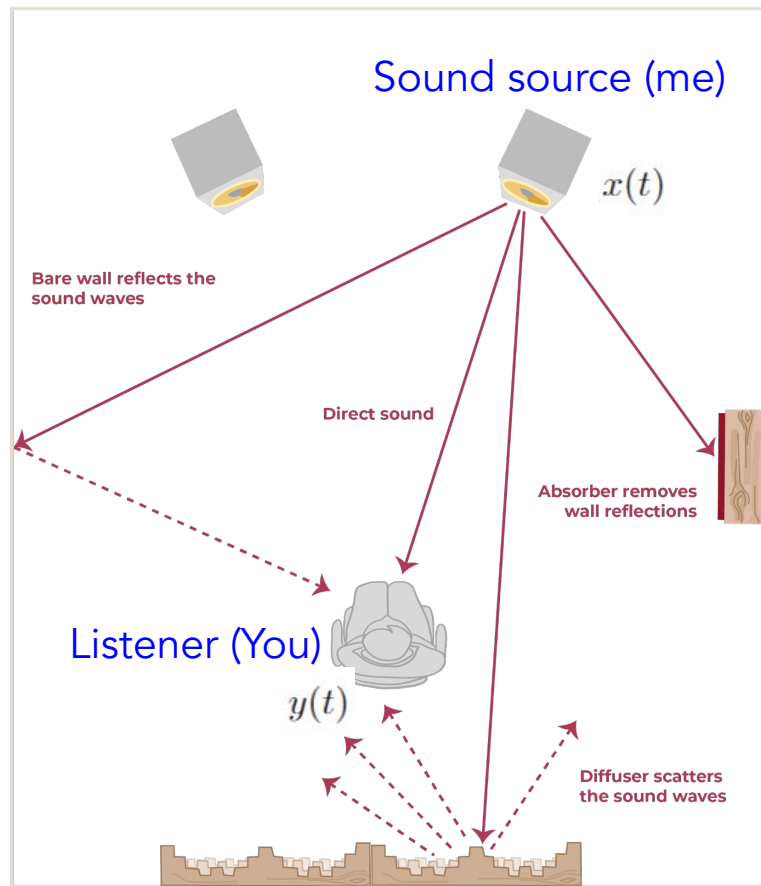 Sound source (me)
x(t)
Bare wall reflects the
sound waves
Direct sound
Absorber removes
wall reflections
Listener (You)
y(t)
Diffuser scatters
the sound waves